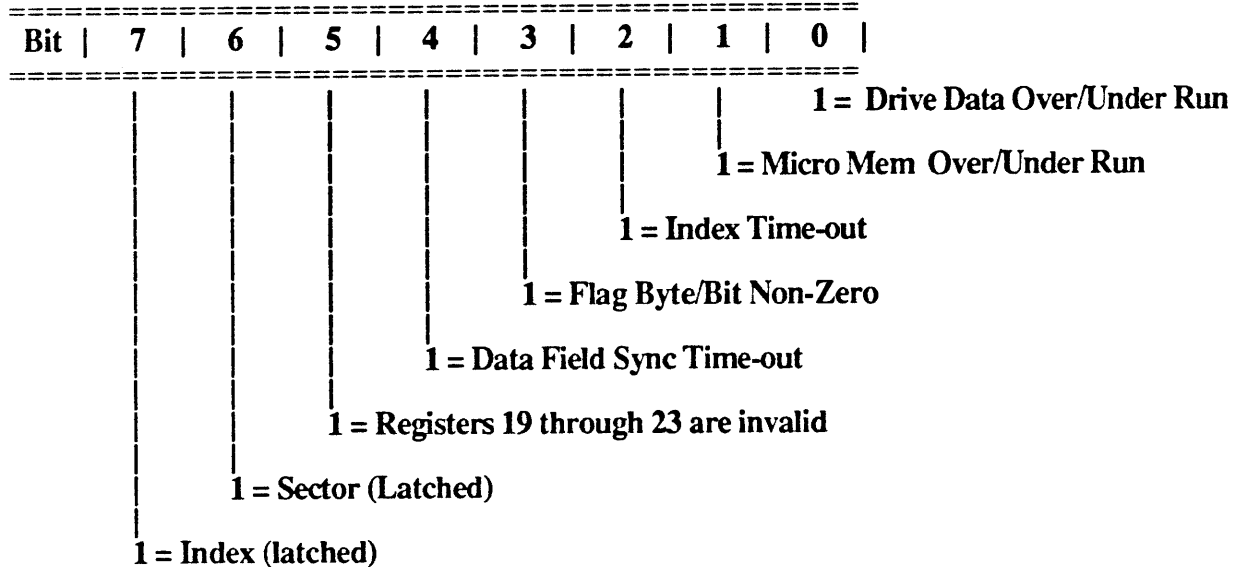 Bit | 7 | 6 | 5 | 4 | 3 | 2 | 1 | 0 |
1 = Drive Data Over/Under Run
1 = Micro Mem Over/Under Run
1 = Index Time-out
1 = Flag Byte/Bit Non-Zero
1 = Data Field Sync Time-out
1 = Registers 19 through 23 are invalid
1 = Sector (Latched)
1 = Index (latched)